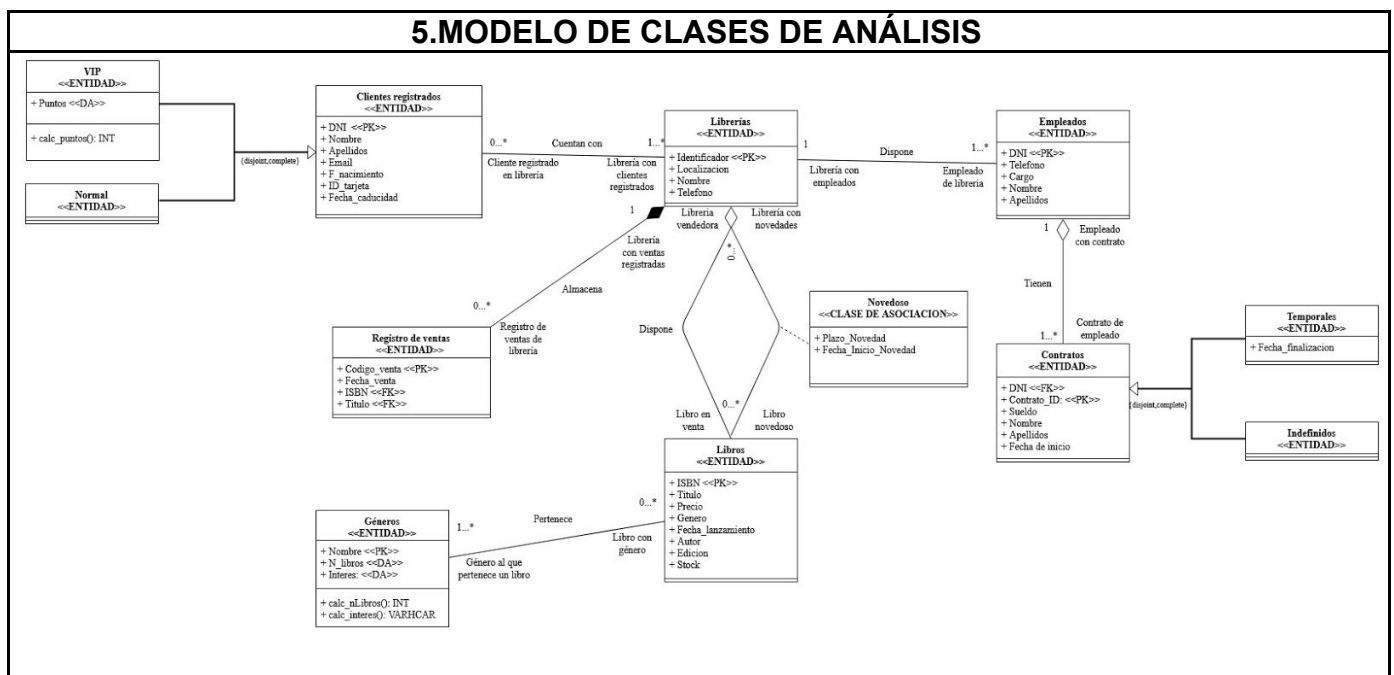 5.MODELO DE CLASES DE ANÁLISIS
VIP
<<ENTIDAD>>
+ Puntos <<DA>>
+ calc_puntos(): INT
Normal
<<ENTIDAD>>
{disjoint,complete}
Clientes registrados
<<ENTIDAD>>
+ DNI <<PK>>
+ Nombre
+ Apellidos
+ Email
+ F_nacimiento
+ ID_tarjeta
+ Fecha_caducidad
0...*
Cuentan con
1...*
Cliente registrado
en librería
Librería con
clientes
registrados
Librerías
<<ENTIDAD>>
+ Identificador <<PK>>
+ Localizacion
+ Nombre
+ Telefono
1
Dispone
1...*
Librería con
empleados
Empleado
de libreria
Empleados
<<ENTIDAD>>
+ DNI <<PK>>
+ Telefono
+ Cargo
+ Nombre
+ Apellidos
1
Librería
con ventas
registradas
Almacena
0...*
Registro de
ventas de
librería
Registro de ventas
<<ENTIDAD>>
+ Codigo_venta <<PK>>
+ Fecha_venta
+ ISBN <<FK>>
+ Titulo <<FK>>
Libreria
vendedora
Librería con
novedades
0...*
Dispone
Novedoso
<<CLASE DE ASOCIACION>>
+ Plazo_Novedad
+ Fecha_Inicio_Novedad
0...*
Libro en
venta
Libro
novedoso
1
Empleado
con contrato
Tienen
1...*
Contrato de
empleado
Contratos
<<ENTIDAD>>
+ DNI <<FK>>
+ Contrato_ID: <<PK>>
+ Sueldo
+ Nombre
+ Apellidos
+ Fecha de inicio
{disjoint,complete}
Temporales
<<ENTIDAD>>
+ Fecha_finalizacion
Indefinidos
<<ENTIDAD>>
Libros
<<ENTIDAD>>
+ ISBN <<PK>>
+ Titulo
+ Precio
+ Genero
+ Fecha_lanzamiento
+ Autor
+ Edicion
+ Stock
0...*
Pertenece
1...*
Libro con
género
Género al que
pertenece un libro
Géneros
<<ENTIDAD>>
+ Nombre <<PK>>
+ N_libros <<DA>>
+ Interes: <<DA>>
+ calc_nLibros(): INT
+ calc_interes(): VARHCAR